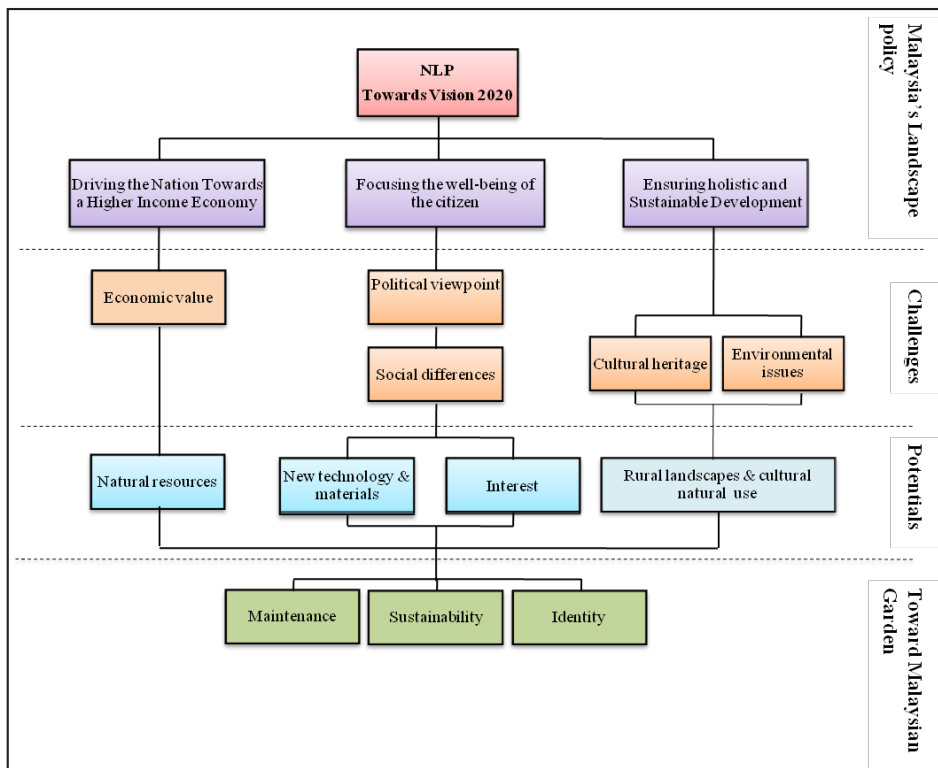 Malaysia's Landscape
policy
NLP
Towards Vision 2020
Driving the Nation Towards
a Higher Income Economy
Focusing the well-being of
the citizen
Ensuring holistic and
Sustainable Development
Challenges
Economic value
Political viewpoint
Social differences
Cultural heritage
Environmental
issues
Potentials
Natural resources
New technology &
materials
Interest
Rural landscapes & cultural
natural use
Toward Malaysian
Garden
Maintenance
Sustainability
Identity